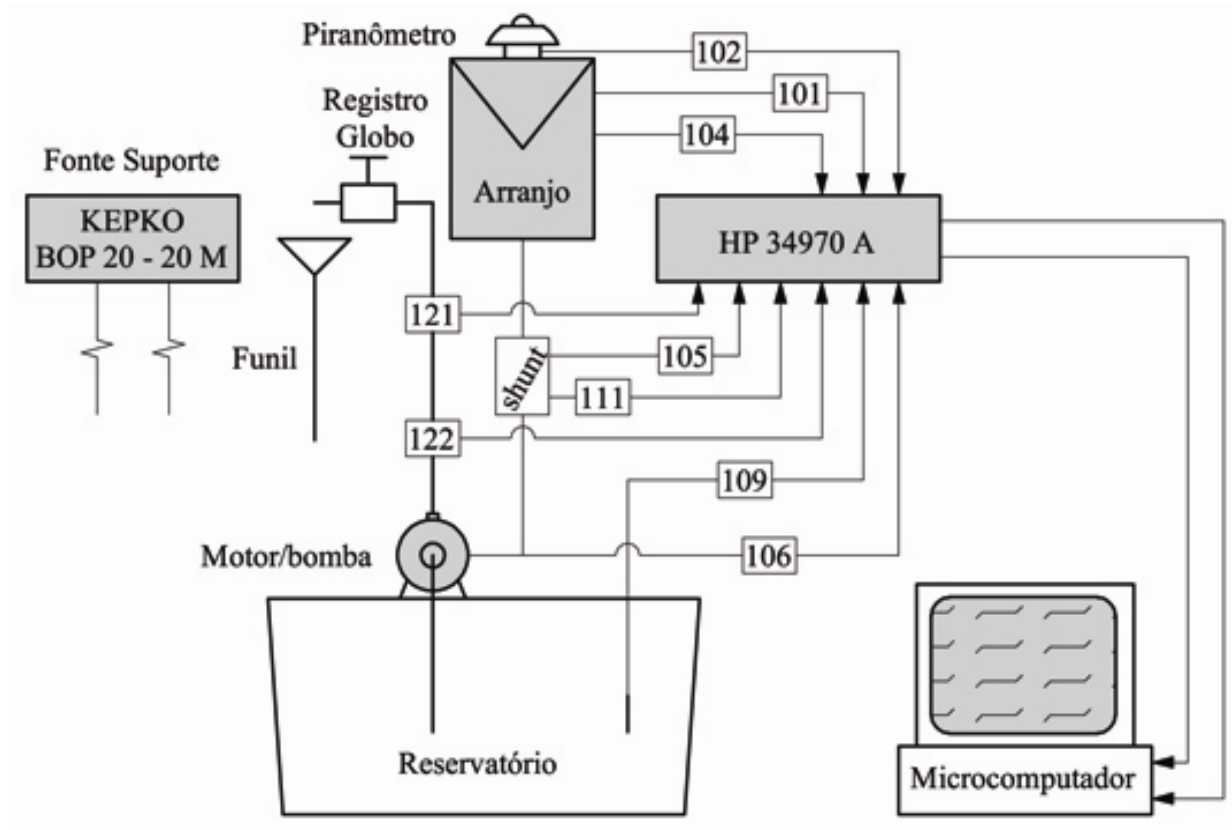 Piranômetro
102
Registro
Globo
101
104
Fonte Suporte
KEPKO
BOP 20 - 20 M
Arranjo
HP 34970 A
121
Funil
shunt
105
111
122
109
Motor/bomba
106
Reservatório
Microcomputador